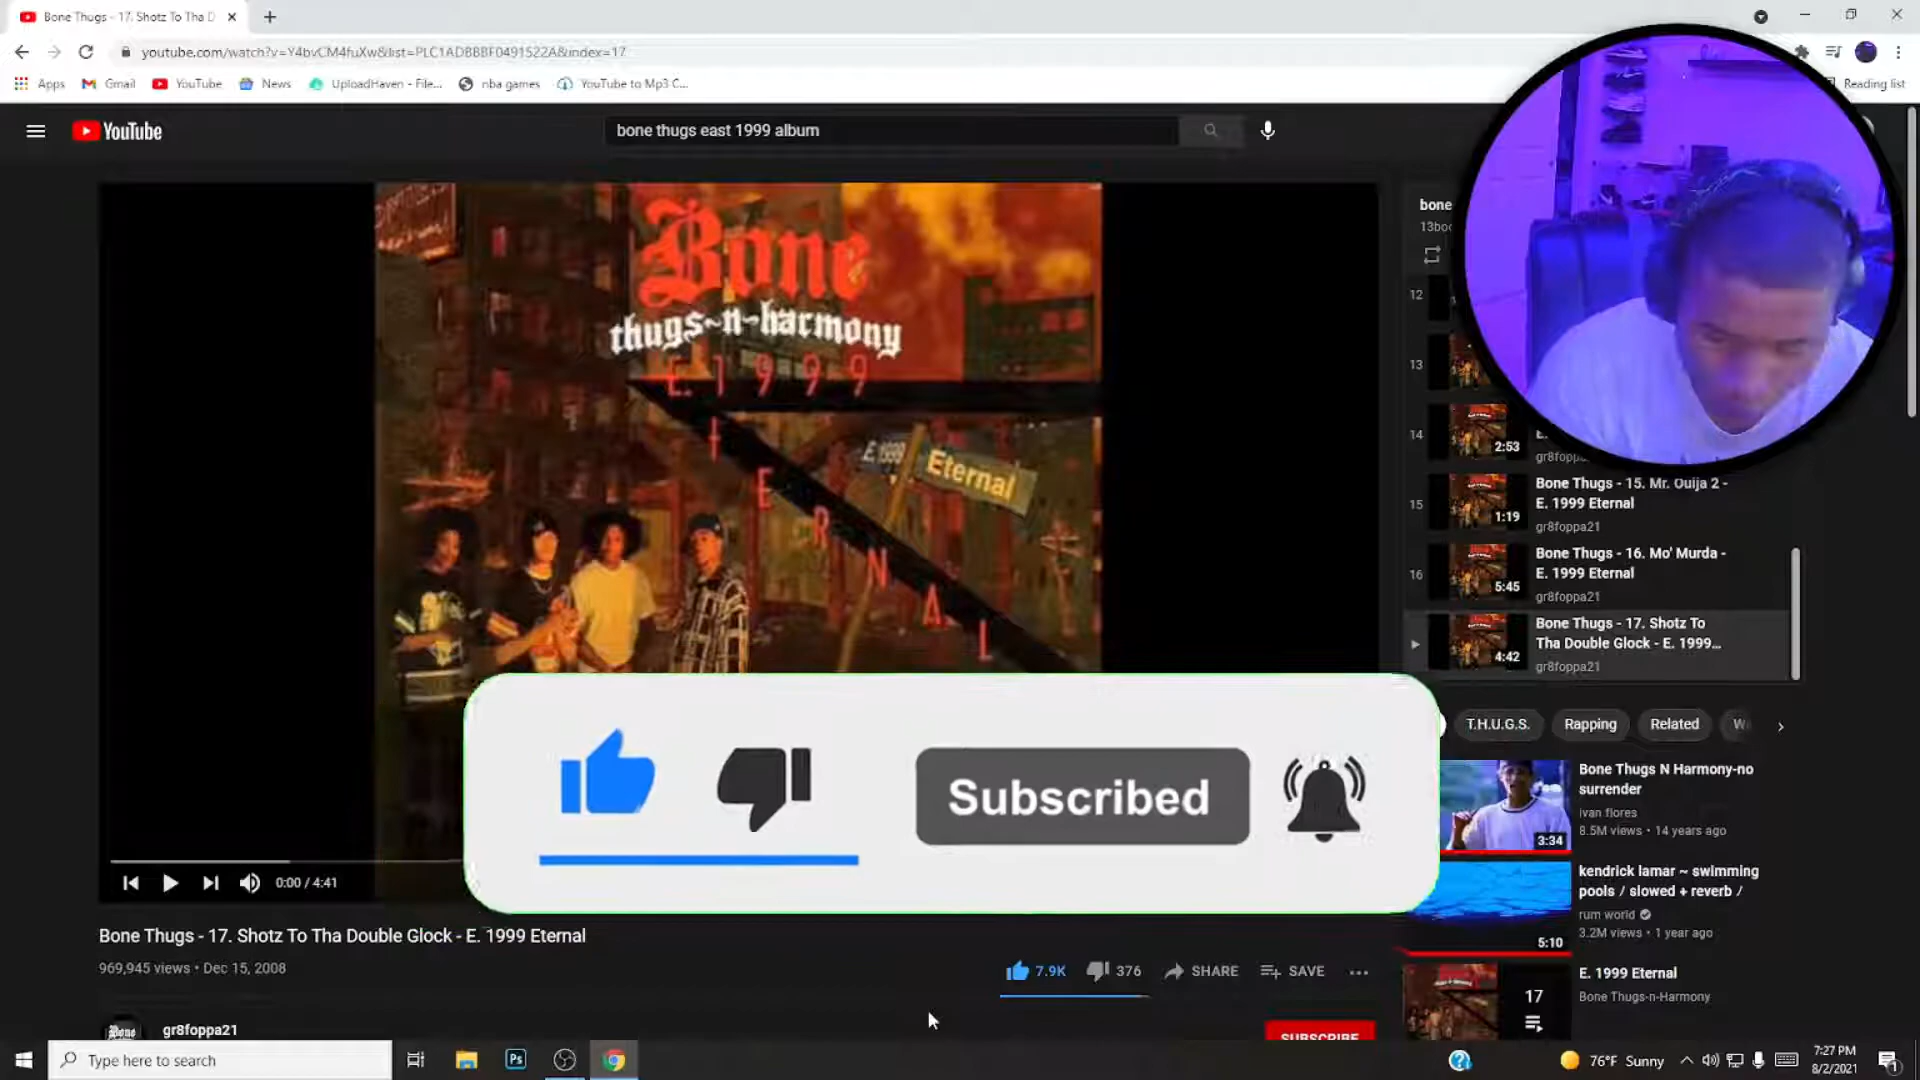 Bone Thugs - 17. Shotz To Tha D
youtube.com/watch?v=Y4bvCM4fuXw&list=PLC1ADBBBF0491522A&index=17
Apps
Gmail
YouTube
News
UploadHaven - File...
nba games
YouTube to Mp3 C...
Reading list
YouTube
bone thugs east 1999 album
Bone
thugs~n~harmony
E. 1999
ETERNAL
E. 1999
Eternal
bone
13boo
12
13
14
2:53
E.
gr8foppa
15
1:19
Bone Thugs - 15. Mr. Ouija 2 -
E. 1999 Eternal
gr8foppa21
16
5:45
Bone Thugs - 16. Mo' Murda -
E. 1999 Eternal
gr8foppa21
4:42
Bone Thugs - 17. Shotz To
Tha Double Glock - E. 1999...
gr8foppa21
T.H.U.G.S.
Rapping
Related
Subscribed
3:34
Bone Thugs N Harmony-no
surrender
ivan flores
8.5M views • 14 years ago
5:10
kendrick lamar ~ swimming
pools / slowed + reverb /
rum world
3.2M views • 1 year ago
17
E. 1999 Eternal
Bone Thugs-n-Harmony
0:00 / 4:41
Bone Thugs - 17. Shotz To Tha Double Glock - E. 1999 Eternal
969,945 views • Dec 15, 2008
7.9K
376
SHARE
SAVE
Bone
gr8foppa21
SUBSCRIBE
Type here to search
Ps
76°F Sunny
7:27 PM
8/2/2021
1